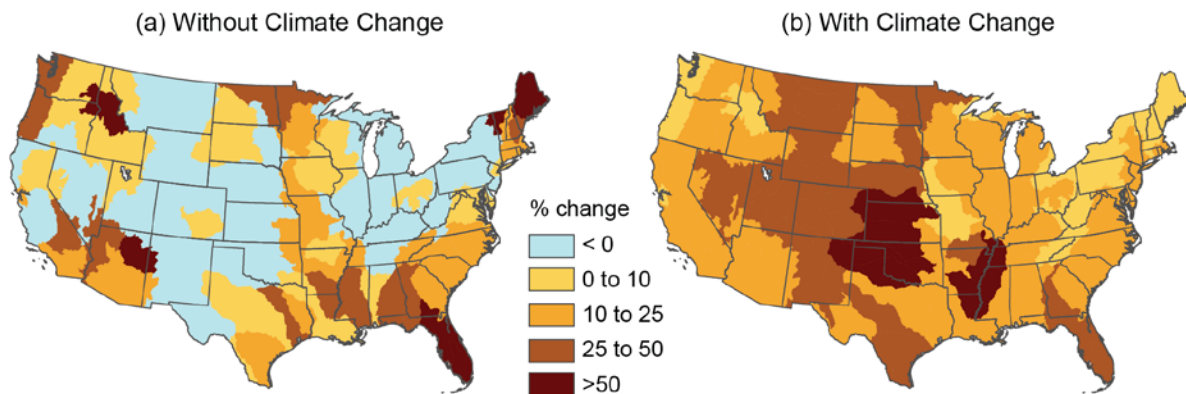 (a) Without Climate Change
(b) With Climate Change
% change
< 0
0 to 10
10 to 25
25 to 50
>50